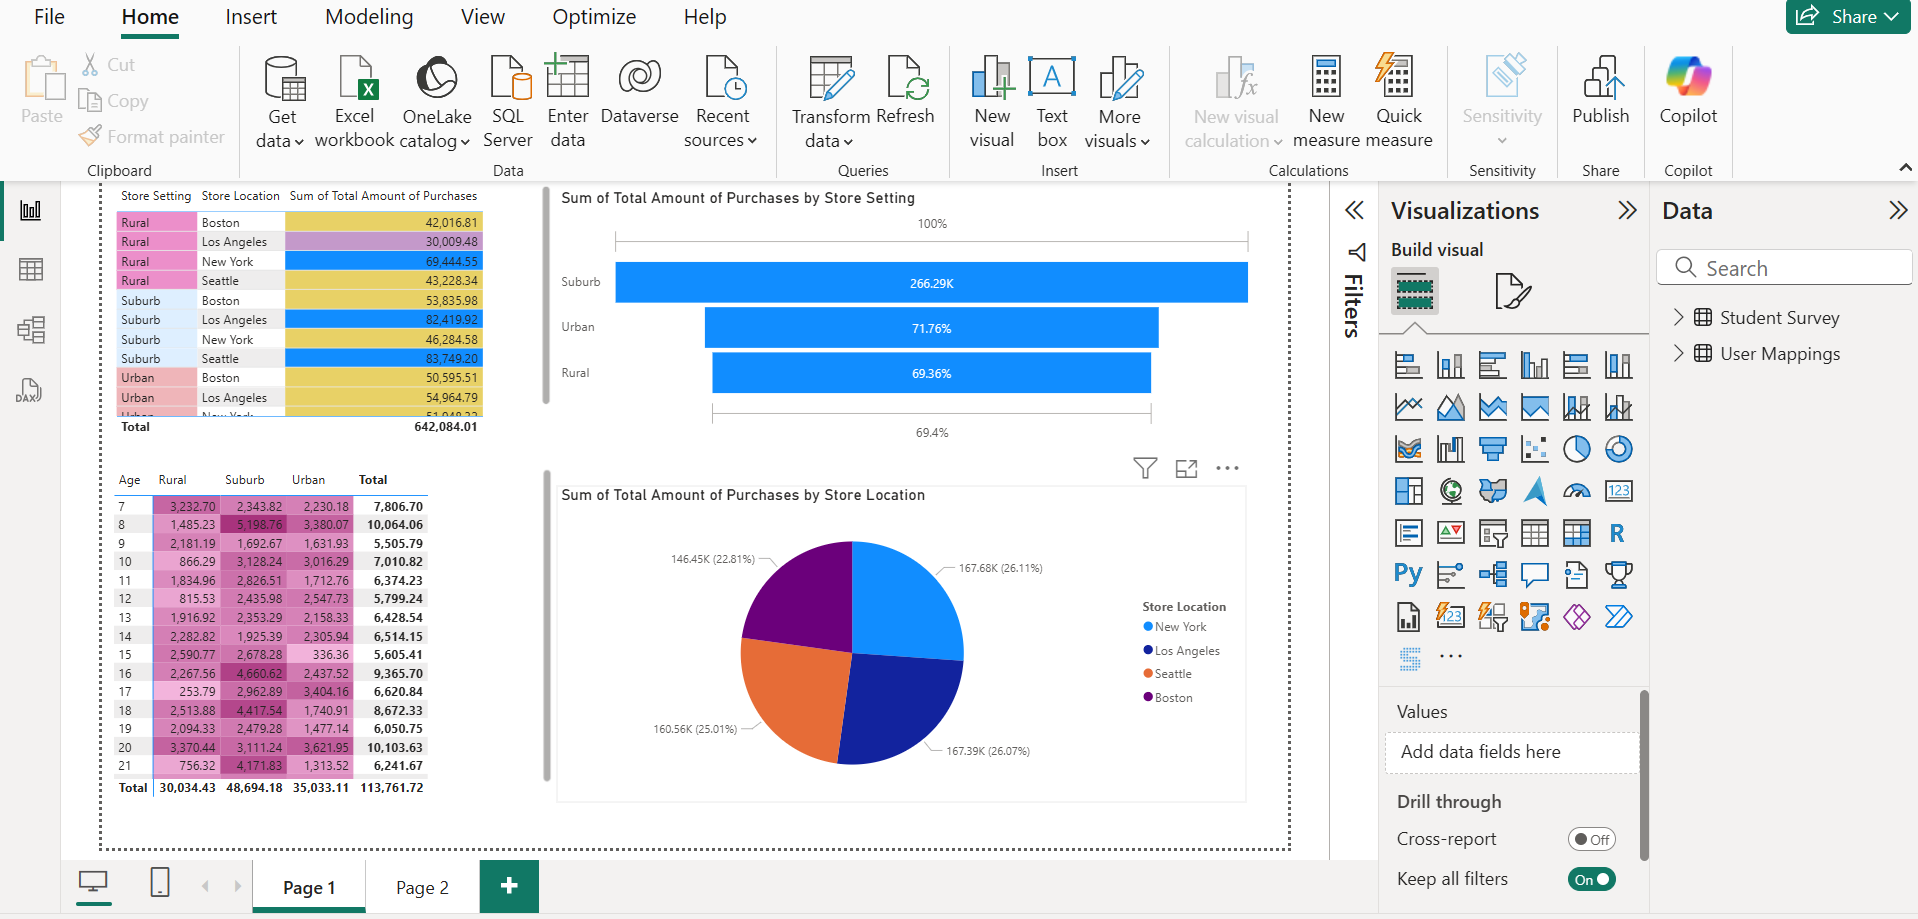 File Home Insert Modeling View Optimize Help Share
Paste Cut Copy Format painter
Clipboard
Get data Excel workbook OneLake catalog SQL Server Enter data Dataverse Recent sources
Data
Transform data Refresh
Queries
New visual Text box A More visuals
Insert
New visual calculation New measure Quick measure
Calculations
Sensitivity
Sensitivity
Publish
Share
Copilot
Copilot
DAX
Store Setting Store Location Sum of Total Amount of Purchases
Rural Boston 42,016.81
Rural Los Angeles 30,009.48
Rural New York 69,444.55
Rural Seattle 43,228.34
Suburb Boston 53,835.98
Suburb Los Angeles 82,419.92
Suburb New York 46,284.58
Suburb Seattle 83,749.20
Urban Boston 50,595.51
Urban Los Angeles 54,964.79
Total 642,084.01
Sum of Total Amount of Purchases by Store Setting
100%
Suburb 266.29K
Urban 71.76%
Rural 69.36%
69.4%
Age Rural Suburb Urban Total
7 3,232.70 2,343.82 2,230.18 7,806.70
8 1,485.23 5,198.76 3,380.07 10,064.06
9 2,181.19 1,692.67 1,631.93 5,505.79
10 866.29 3,128.24 3,016.29 7,010.82
11 1,834.96 2,826.51 1,712.76 6,374.23
12 815.53 2,435.98 2,547.73 5,799.24
13 1,916.92 2,353.29 2,158.33 6,428.54
14 2,282.82 1,925.39 2,305.94 6,514.15
15 2,590.77 2,678.28 336.36 5,605.41
16 2,267.56 4,660.62 2,437.52 9,365.70
17 253.79 2,962.89 3,404.16 6,620.84
18 2,513.88 4,417.54 1,740.91 8,672.33
19 2,094.33 2,479.28 1,477.14 6,050.75
20 3,370.44 3,111.24 3,621.95 10,103.63
21 756.32 4,171.83 1,313.52 6,241.67
Total 30,034.43 48,694.18 35,033.11 113,761.72
Sum of Total Amount of Purchases by Store Location
146.45K (22.81%)
167.68K (26.11%)
160.56K (25.01%)
167.39K (26.07%)
Store Location
New York
Los Angeles
Seattle
Boston
Filters
Visualizations
Build visual
123
R
Py
123
Values
Add data fields here
Drill through
Cross-report Off
Keep all filters On
Data
Search
Student Survey
User Mappings
Page 1 Page 2 +